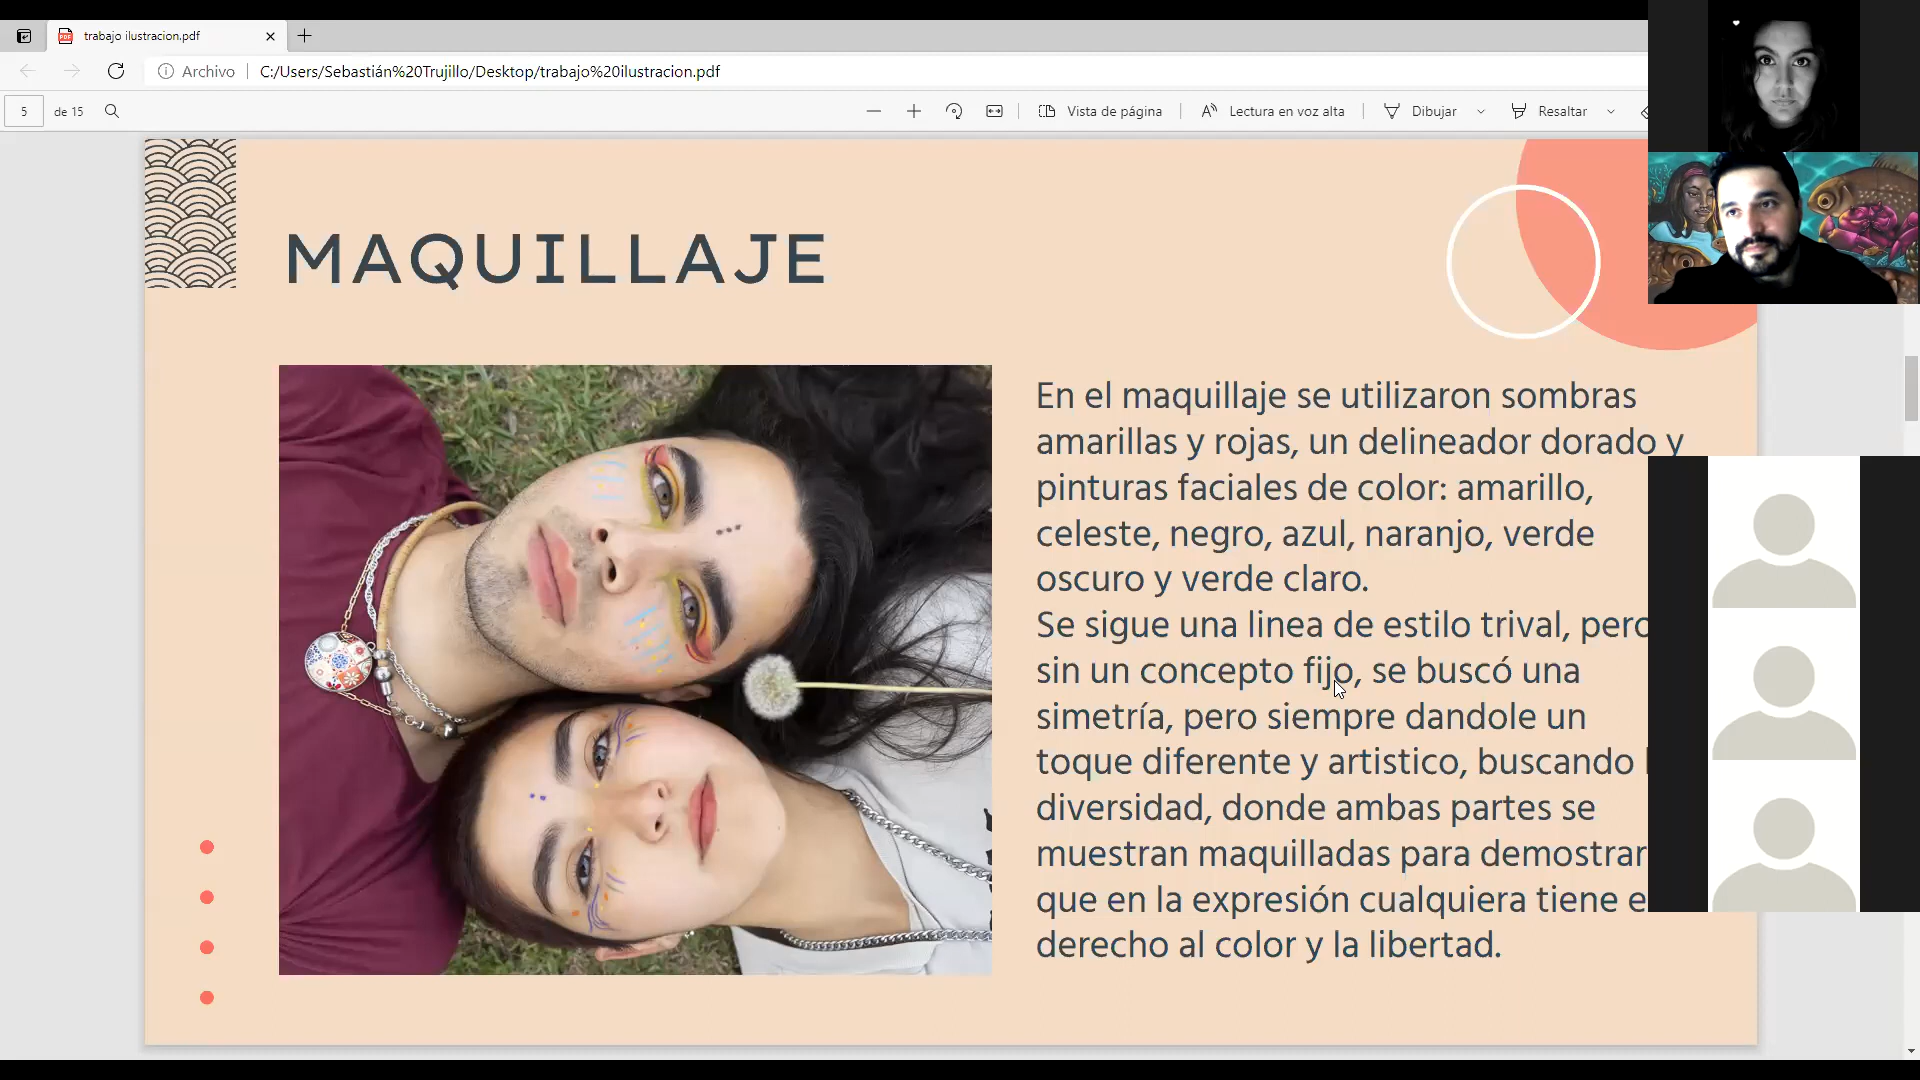 trabajo ilustracion.pdf
Archivo
C:/Users/Sebastián%20Trujillo/Desktop/trabajo%20ilustracion.pdf
5 de 15
Vista de página
Lectura en voz alta
Dibujar
Resaltar
MAQUILLAJE
En el maquillaje se utilizaron sombras
amarillas y rojas, un delineador dorado y
pinturas faciales de color: amarillo,
celeste, negro, azul, naranjo, verde
oscuro y verde claro.
Se sigue una linea de estilo trival, pero
sin un concepto fijo, se buscó una
simetría, pero siempre dandole un
toque diferente y artistico, buscando
diversidad, donde ambas partes se
muestran maquilladas para demostrar
que en la expresión cualquiera tiene e
derecho al color y la libertad.